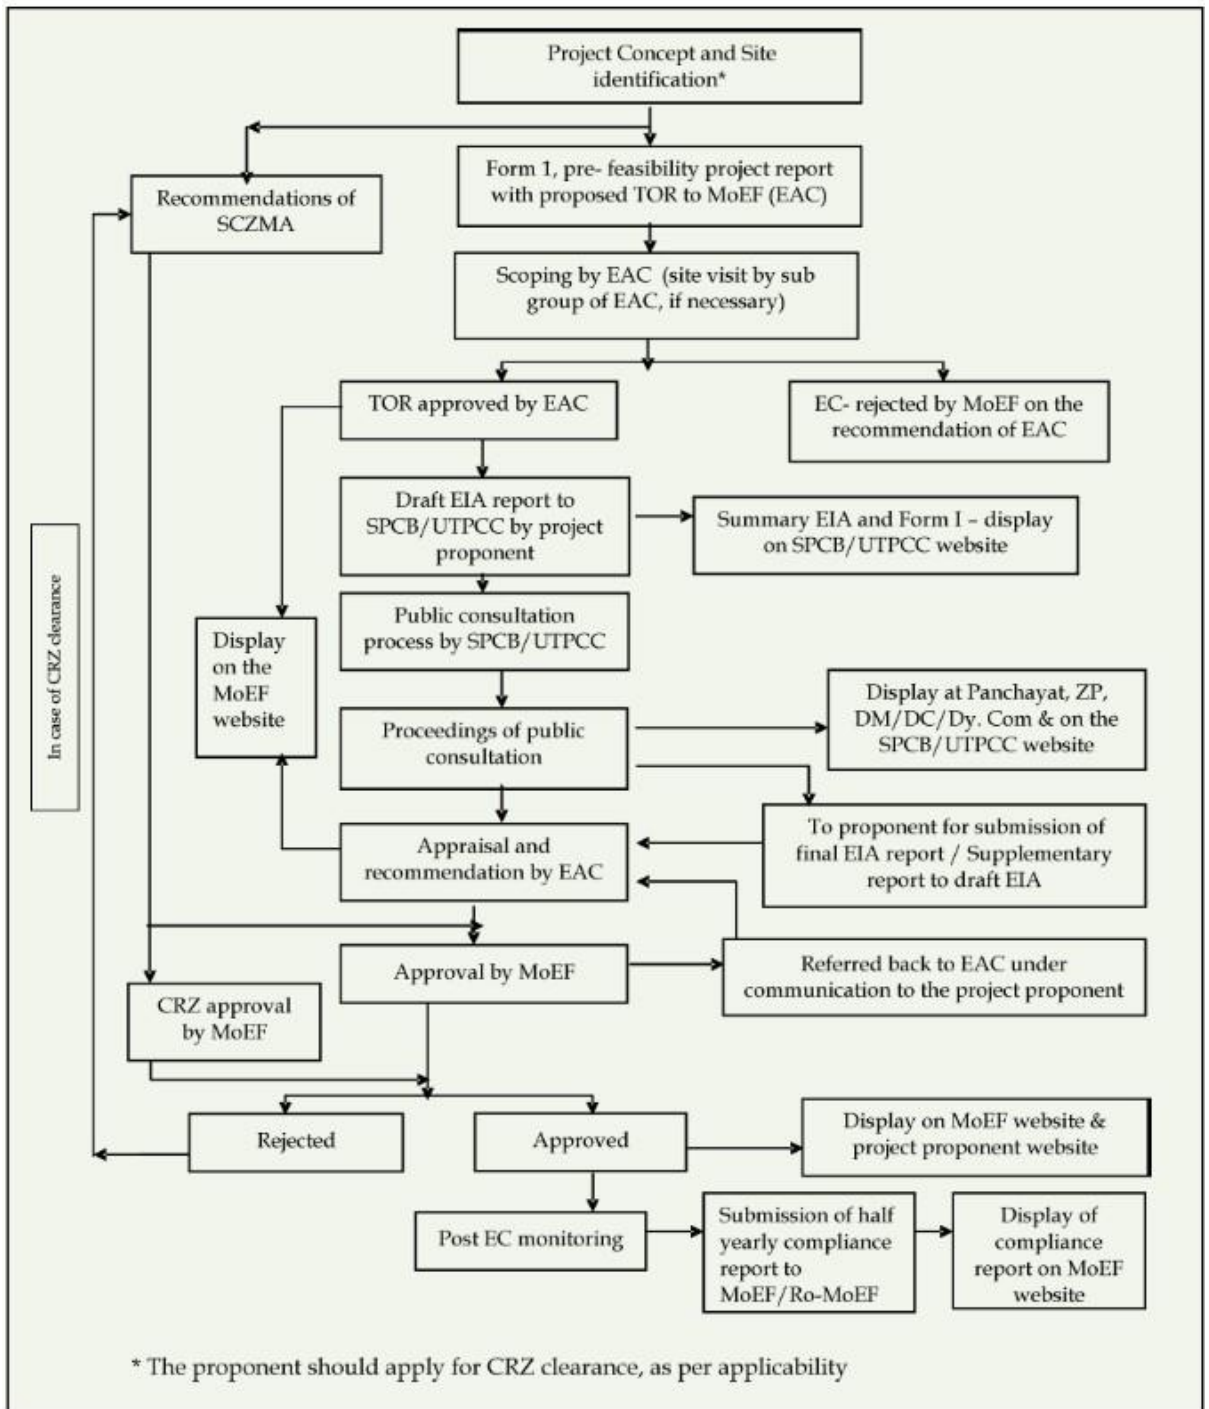 Project Concept and Site
identification*
Form 1, pre- feasibility project report
with proposed TOR to MoEF (EAC)
Recommendations of
SCZMA
Scoping by EAC (site visit by sub
group of EAC, if necessary)
TOR approved by EAC
EC- rejected by MoEF on the
recommendation of EAC
Draft EIA report to
SPCB/UTPCC by project
proponent
Summary EIA and Form I – display
on SPCB/UTPCC website
In case of CRZ clearance
Public consultation
process by SPCB/UTPCC
Display
on the
MoEF
website
Proceedings of public
consultation
Display at Panchayat, ZP,
DM/DC/Dy. Com & on the
SPCB/UTPCC website
Appraisal and
recommendation by EAC
To proponent for submission of
final EIA report / Supplementary
report to draft EIA
Approval by MoEF
Referred back to EAC under
communication to the project proponent
CRZ approval
by MoEF
Rejected
Approved
Display on MoEF website &
project proponent website
Post EC monitoring
Submission of half
yearly compliance
report to
MoEF/Ro-MoEF
Display of
compliance
report on MoEF
website
* The proponent should apply for CRZ clearance, as per applicability